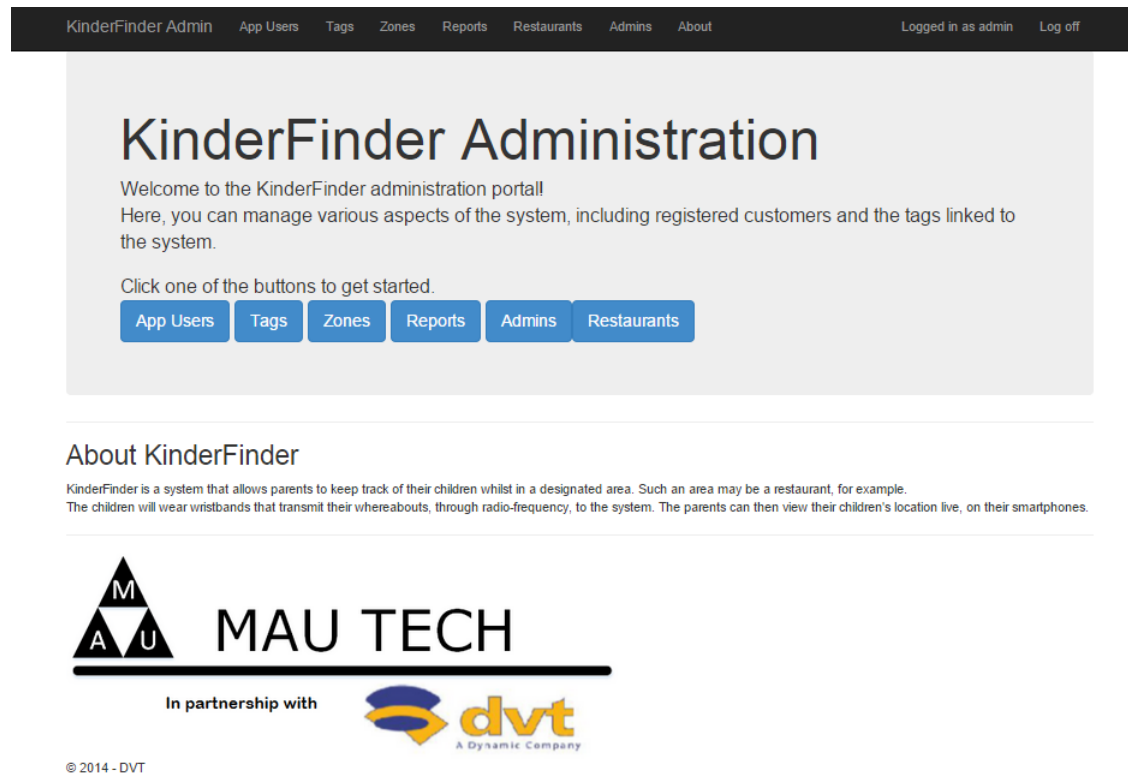 KinderFinder Admin App Users Tags Zones Reports Restaurants Admins About Logged in as admin Log off
KinderFinder Administration
Welcome to the KinderFinder administration portal!
Here, you can manage various aspects of the system, including registered customers and the tags linked to
the system.
Click one of the buttons to get started.
App Users Tags Zones Reports Admins Restaurants
About KinderFinder
KinderFinder is a system that allows parents to keep track of their children whilst in a designated area. Such an area may be a restaurant, for example.
The children will wear wristbands that transmit their whereabouts, through radio-frequency, to the system. The parents can then view their children's location live, on their smartphones.
M
A U
MAU TECH
In partnership with
dvt
A Dynamic Company
© 2014 - DVT